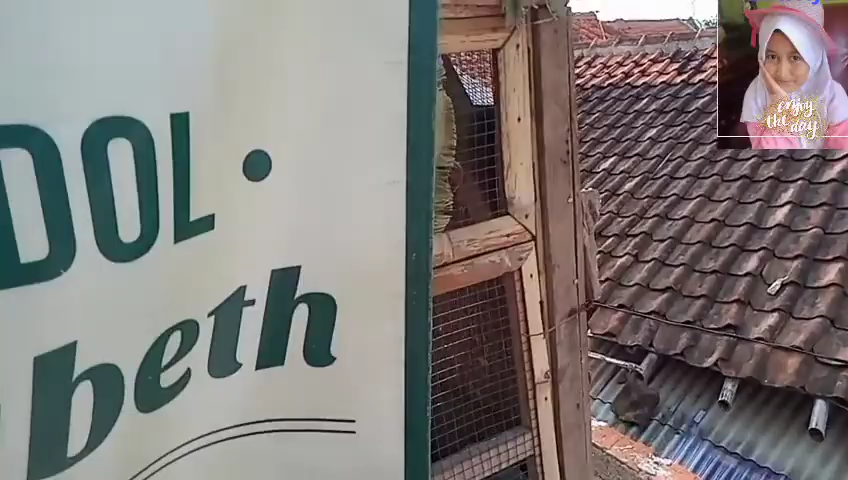 DOL •
beth
enjoy
the day